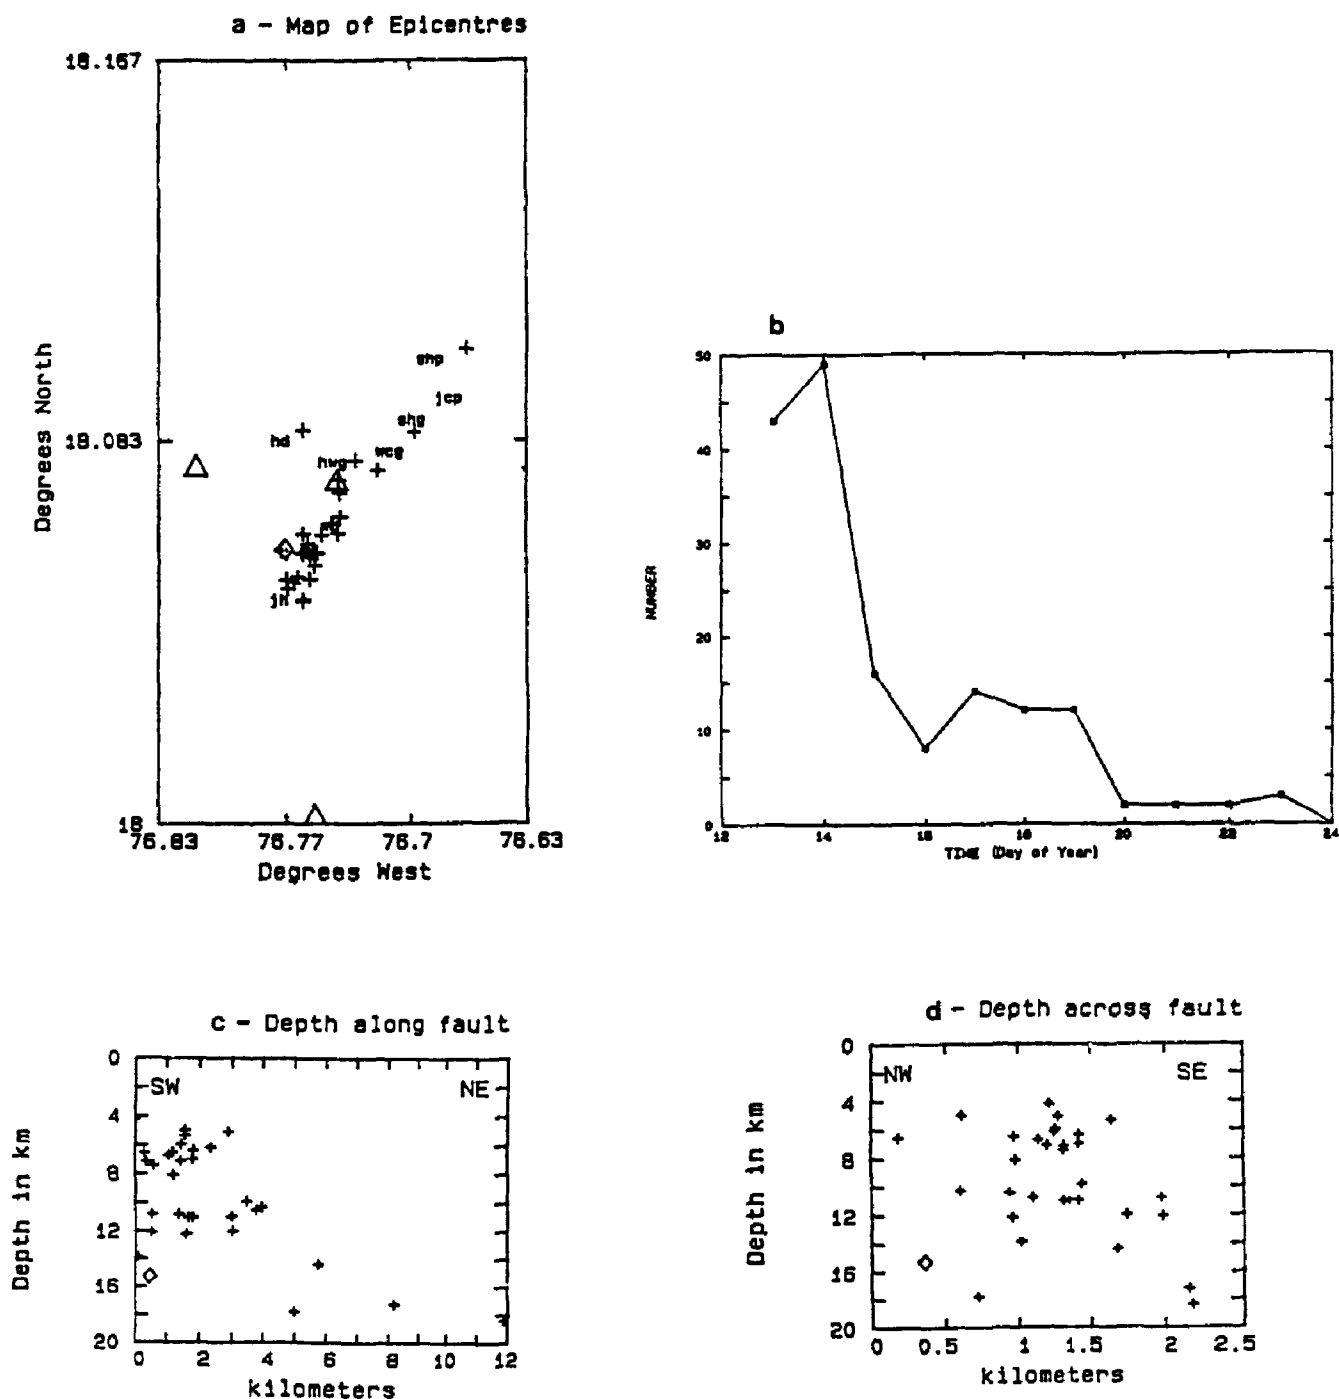 a - Map of Epicentres
18.167
18.083
18
Degrees North
shp
jcp
shg
hd
wcg
hwg
jh
76.83 76.77 76.7 76.63
Degrees West
b
50
40
30
20
10
0
NUMBER
12 14 16 18 20 22 24
TIME (Day of Year)
c - Depth along fault
0
4
8
12
16
20
Depth in km
SW NE
0 2 4 6 8 10 12
kilometers
d - Depth across fault
0
4
8
12
16
20
Depth in km
NW SE
0 0.5 1 1.5 2 2.5
kilometers